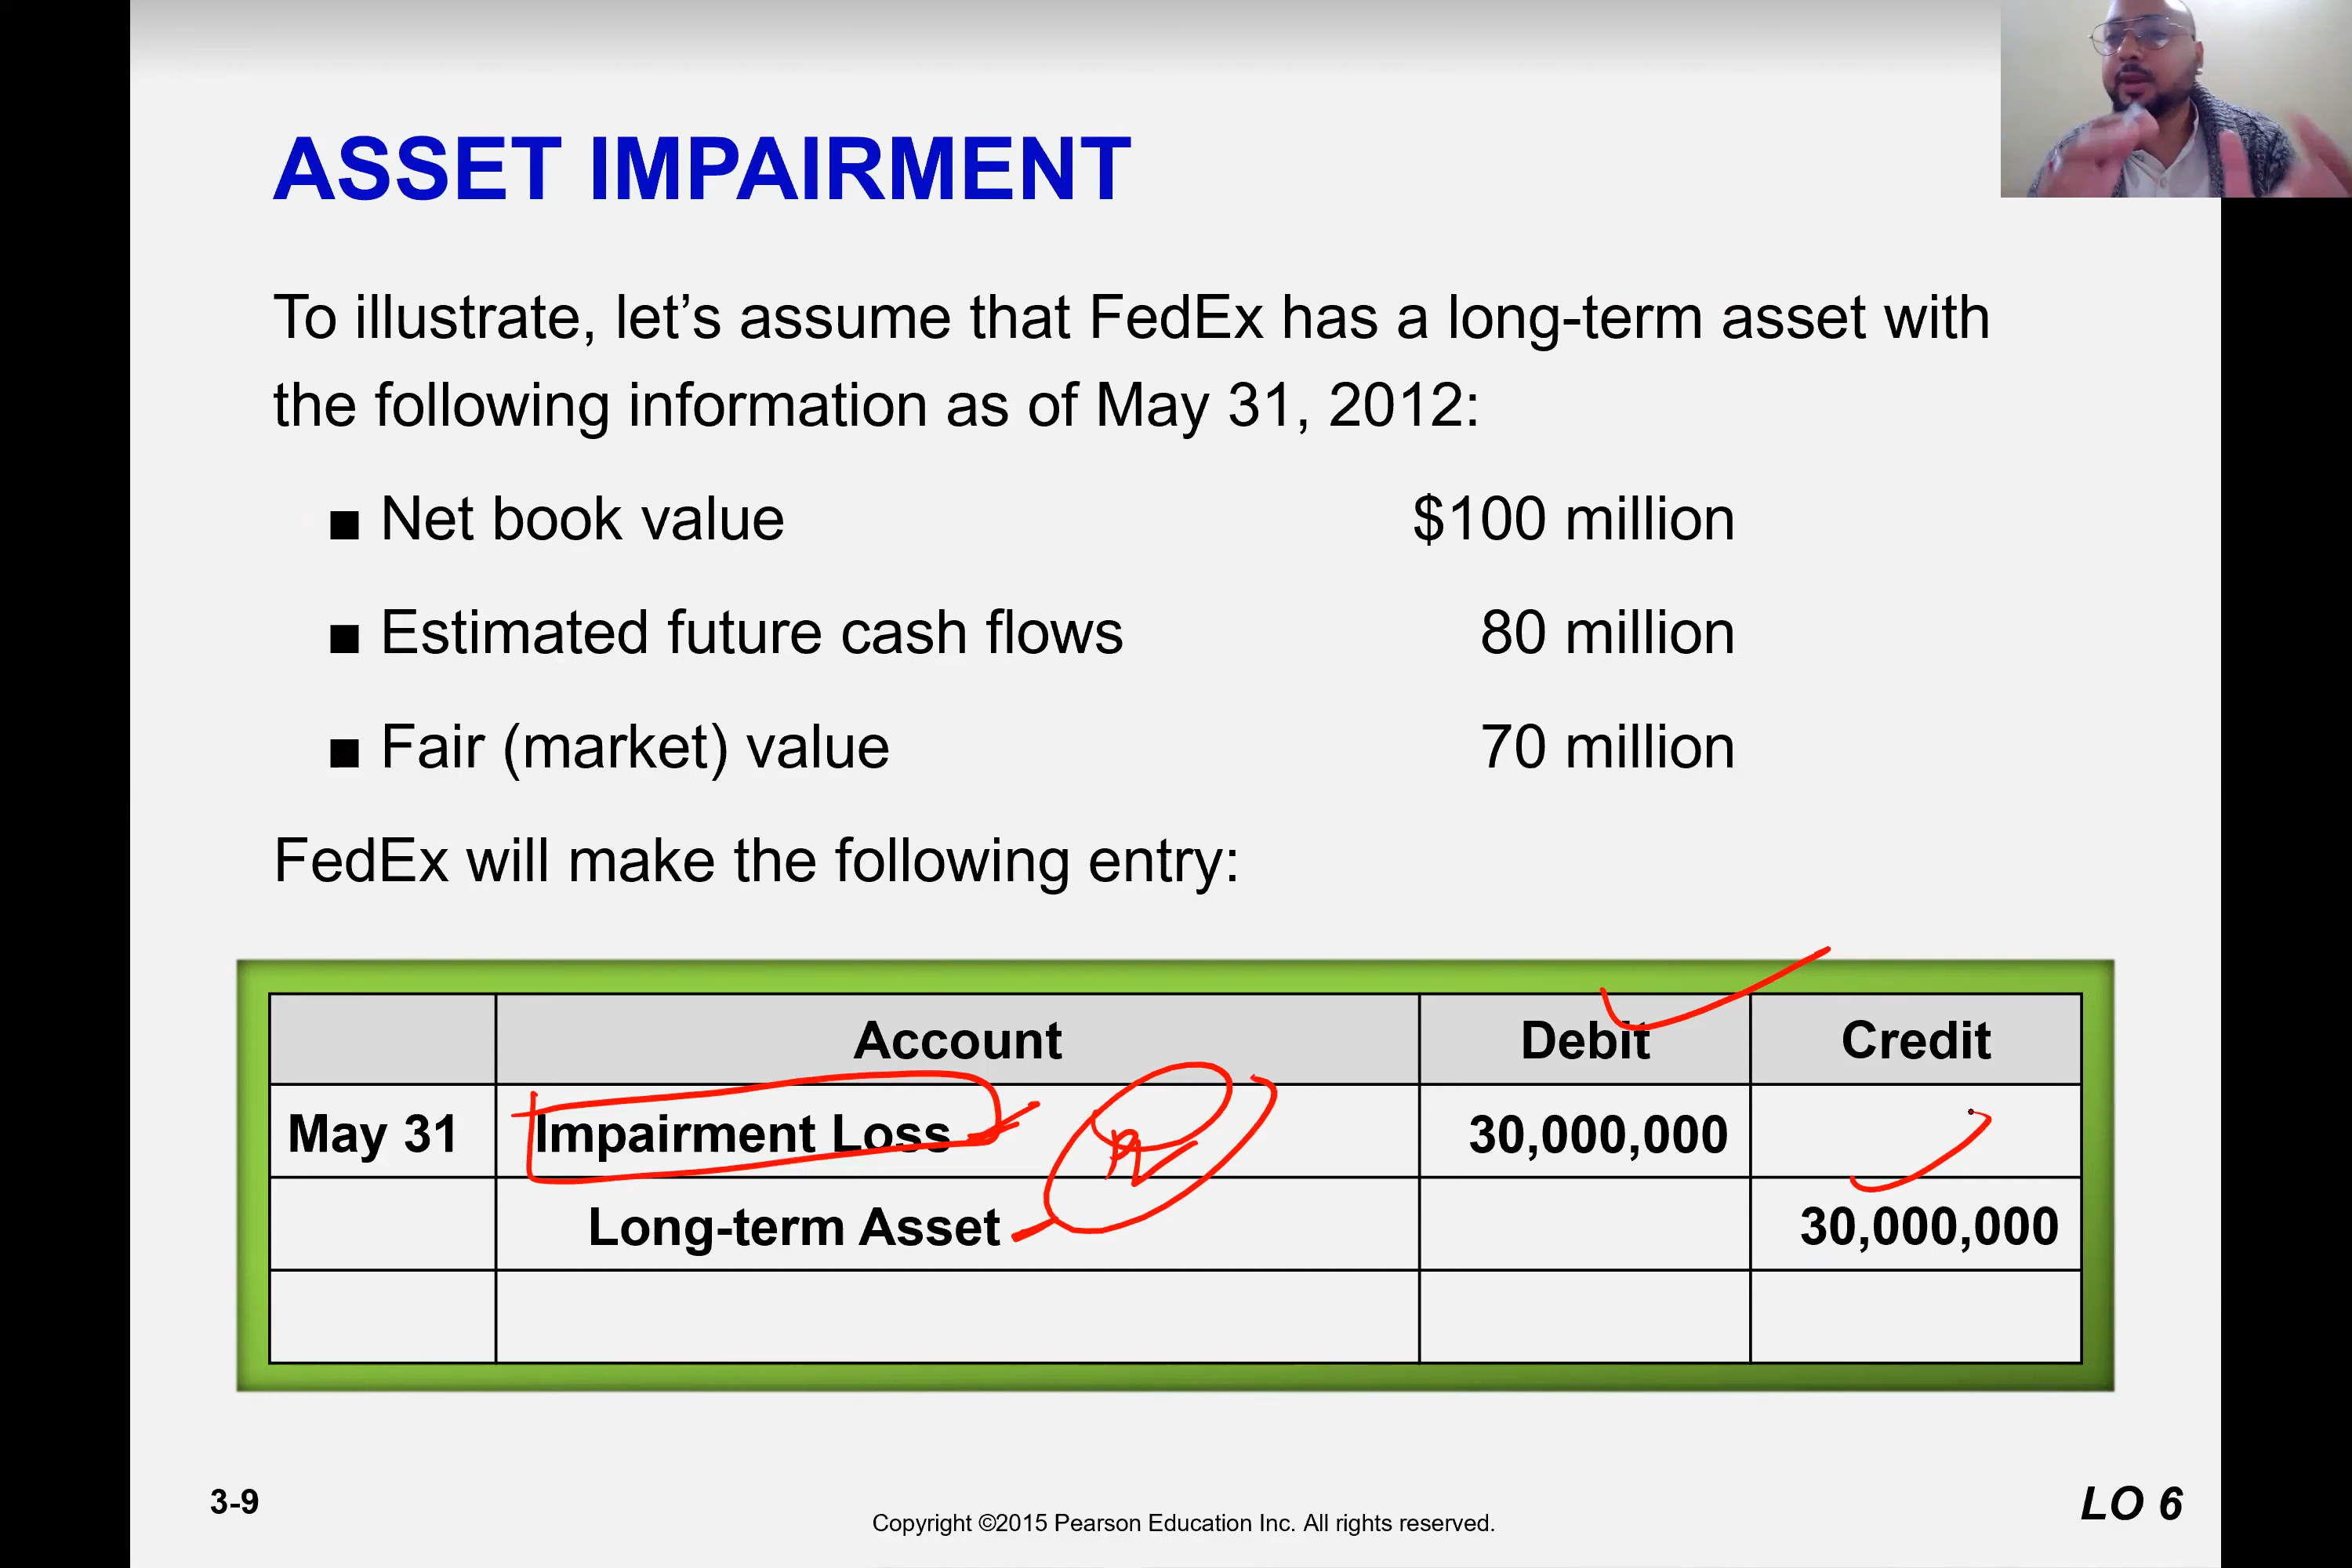 ASSET IMPAIRMENT
To illustrate, let’s assume that FedEx has a long-term asset with
the following information as of May 31, 2012:
■ Net book value $100 million
■ Estimated future cash flows 80 million
■ Fair (market) value 70 million
FedEx will make the following entry:
Account Debit Credit
May 31 Impairment Loss 30,000,000
Long-term Asset 30,000,000
3-9
Copyright ©2015 Pearson Education Inc. All rights reserved.
LO 6